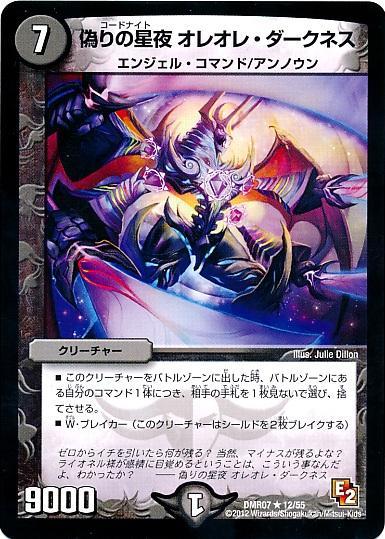 7
コードナイト
偽りの星夜 オレオレ・ダークネス
エンジェル・コマンド/アンノウン
クリーチャー
Illus. Julie Dillon
■ このクリーチャーをバトルゾーンに出した時、バトルゾーンにあ
る自分のコマンド1体につき、相手の手札を1枚見ないで選び、捨
てさせる。
■ W・ブレイカー(このクリーチャーはシールドを2枚ブレイクする)
ゼロからイチを引いたら何が残る? 当然、マイナスが残るよな?
ライオネル様が感情に目覚めるということは、こういう事なんだ
よ、わかったか? ―― 偽りの星夜 オレオレ・ダークネス
9000
E2
DMR07 ★ 12/55
©2012 Wizards/Shogakukan/Mitsui-Kids